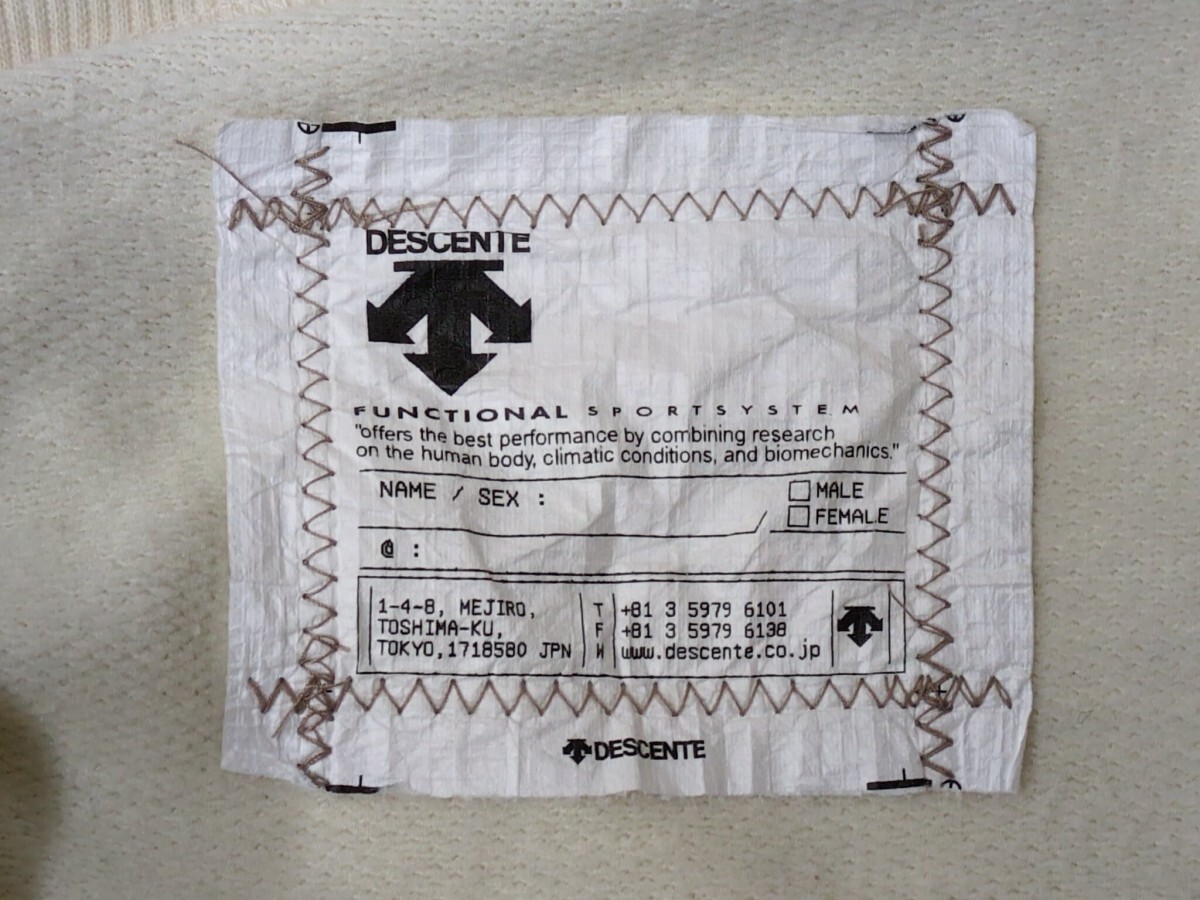 DESCENTE
FUNCTIONAL SPORTSYSTEM
"offers the best performance by combining research
on the human body, climatic conditions, and biomechanics."
NAME / SEX :
MALE
FEMALE
@ :
1-4-8, MEJIRO,
TOSHIMA-KU,
TOKYO,1718580 JPN
T +81 3 5979 6101
F +81 3 5979 6138
W www.descente.co.jp
DESCENTE